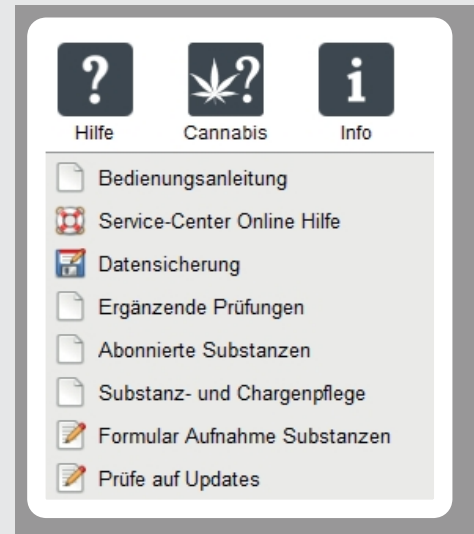 Hilfe Cannabis Info
Bedienungsanleitung
Service-Center Online Hilfe
Datensicherung
Ergänzende Prüfungen
Abonnierte Substanzen
Substanz- und Chargenpflege
Formular Aufnahme Substanzen
Prüfe auf Updates